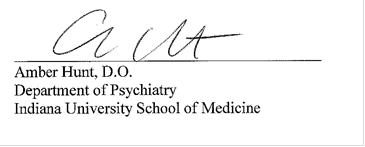 Amber Hunt, D.O.
Department of Psychiatry
Indiana University School of Medicine